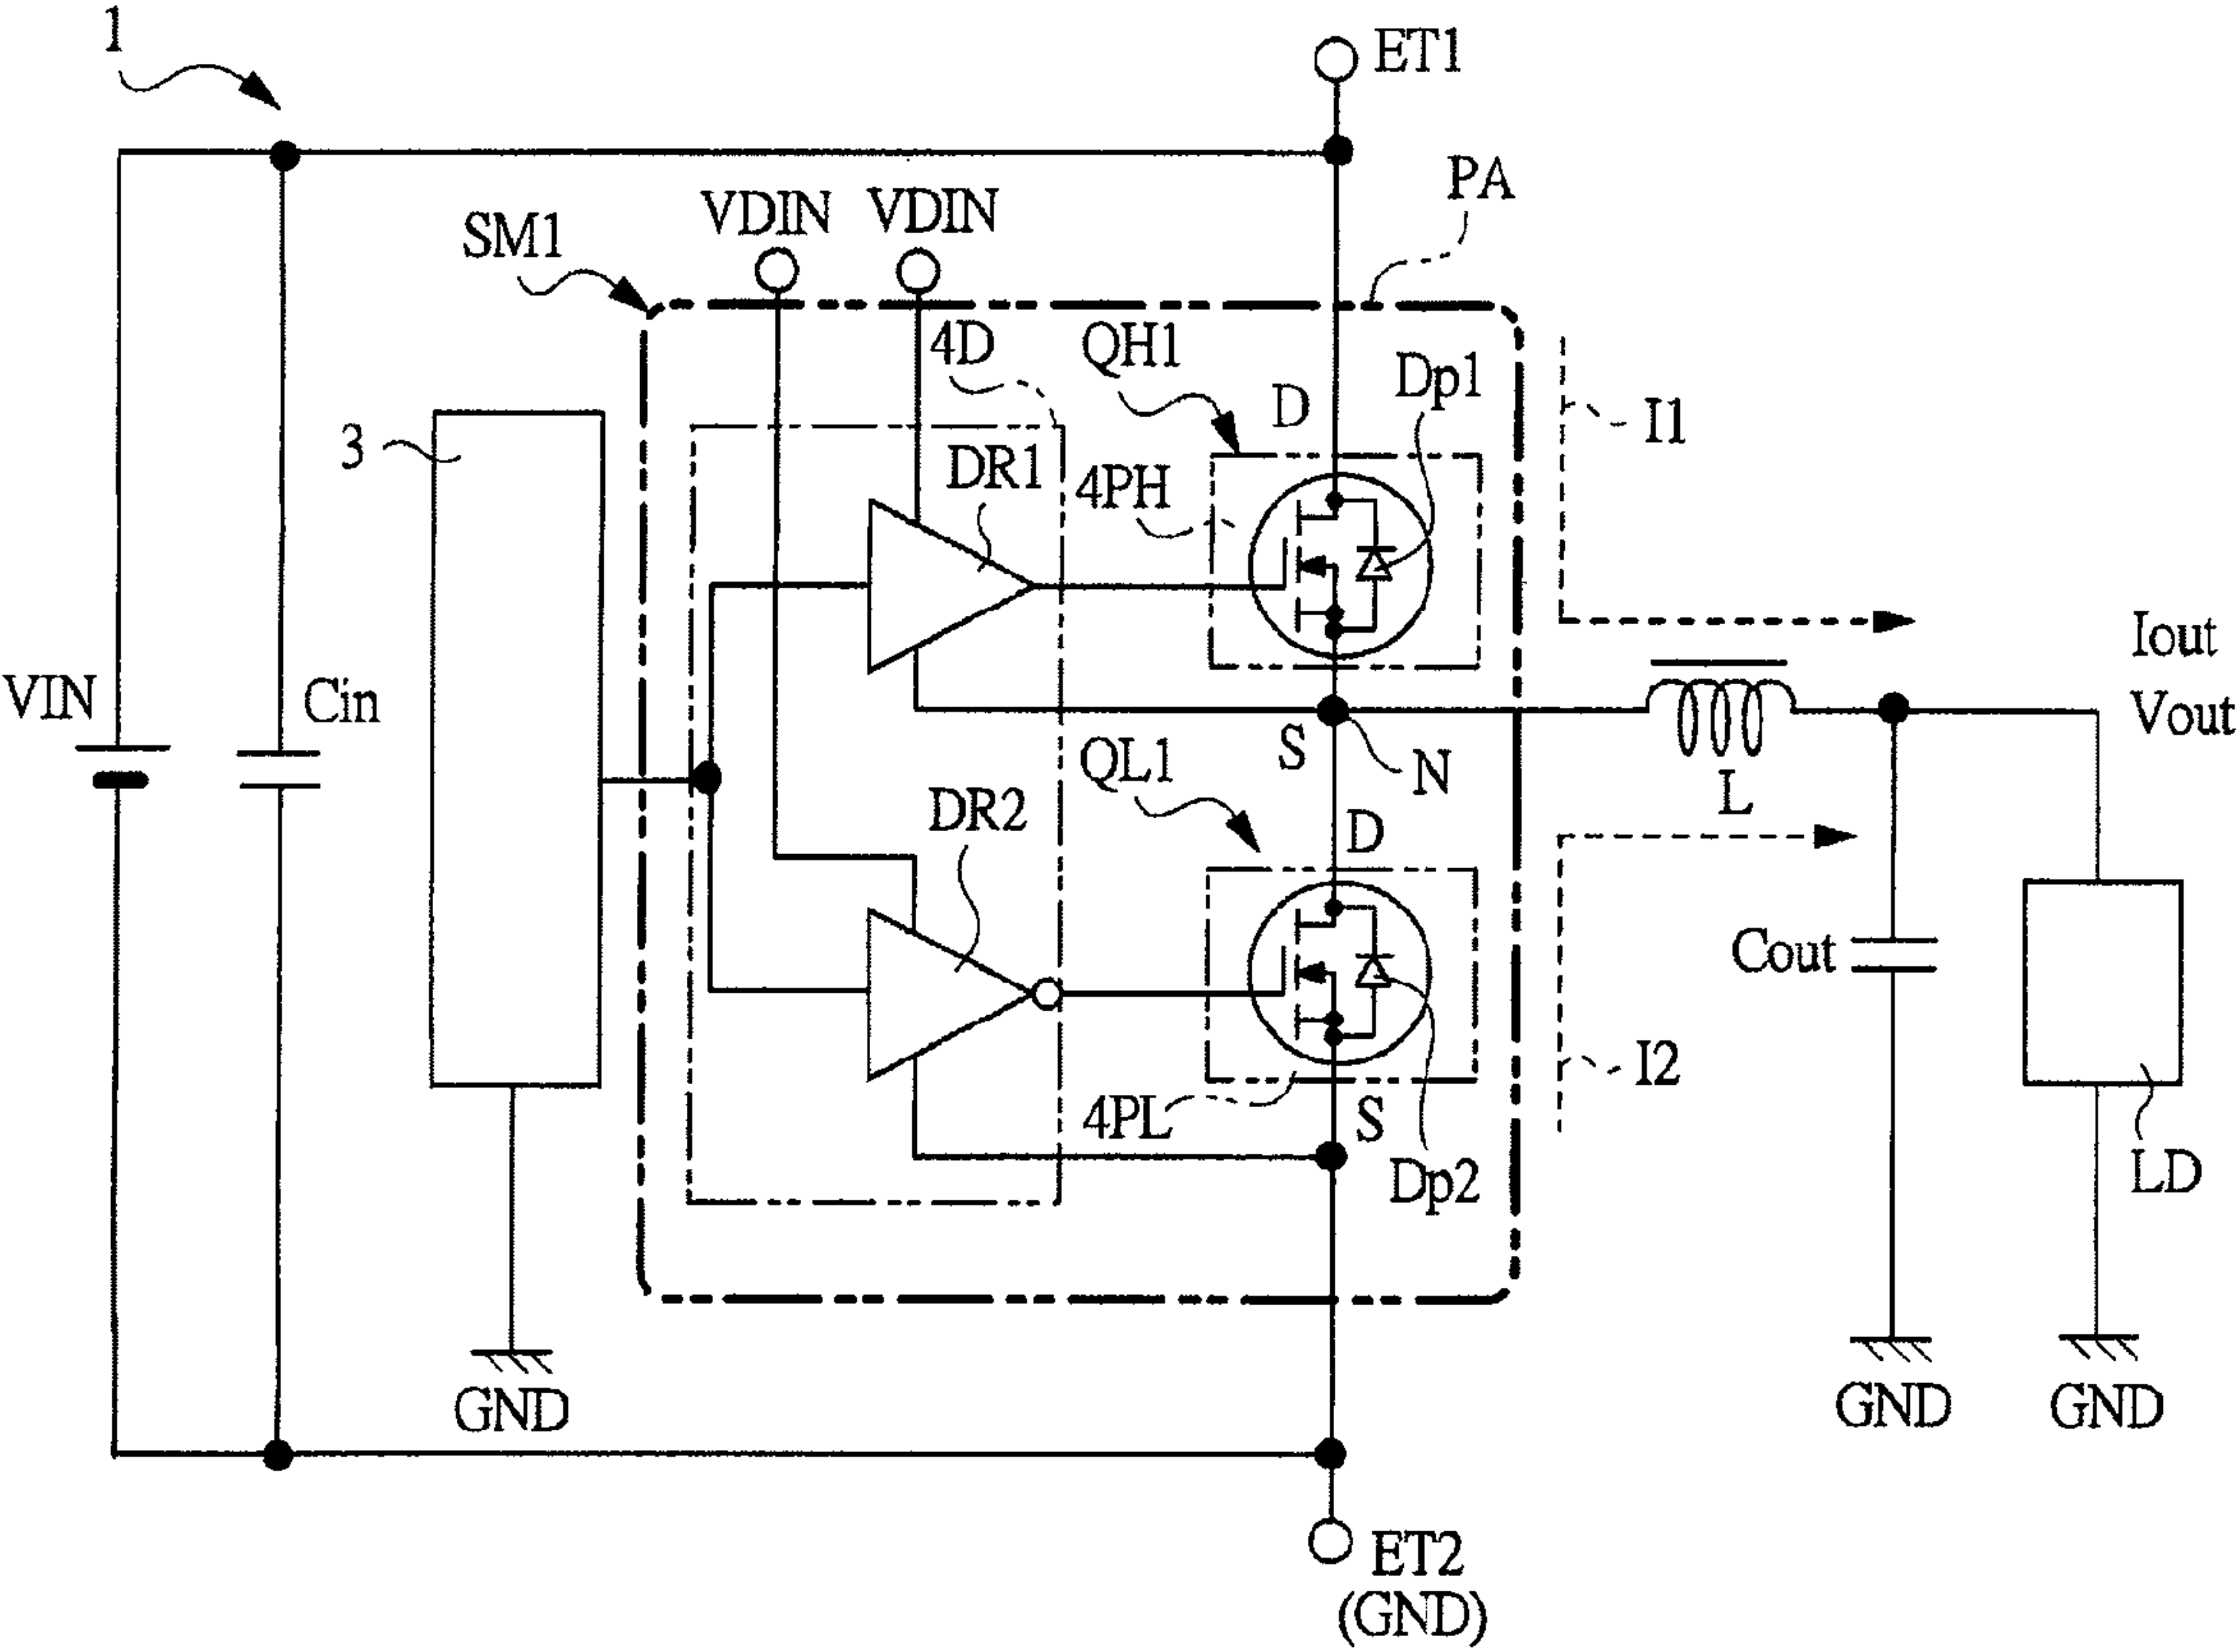 1
ET1
PA
VDIN VDIN
SM1
4D
QH1
Dp1
D
I1
3
DR1
4PH
Iout
Vout
VIN
Cin
S
N
QL1
L
DR2
D
Cout
I2
4PL
S
Dp2
LD
GND
GND
GND
ET2
(GND)